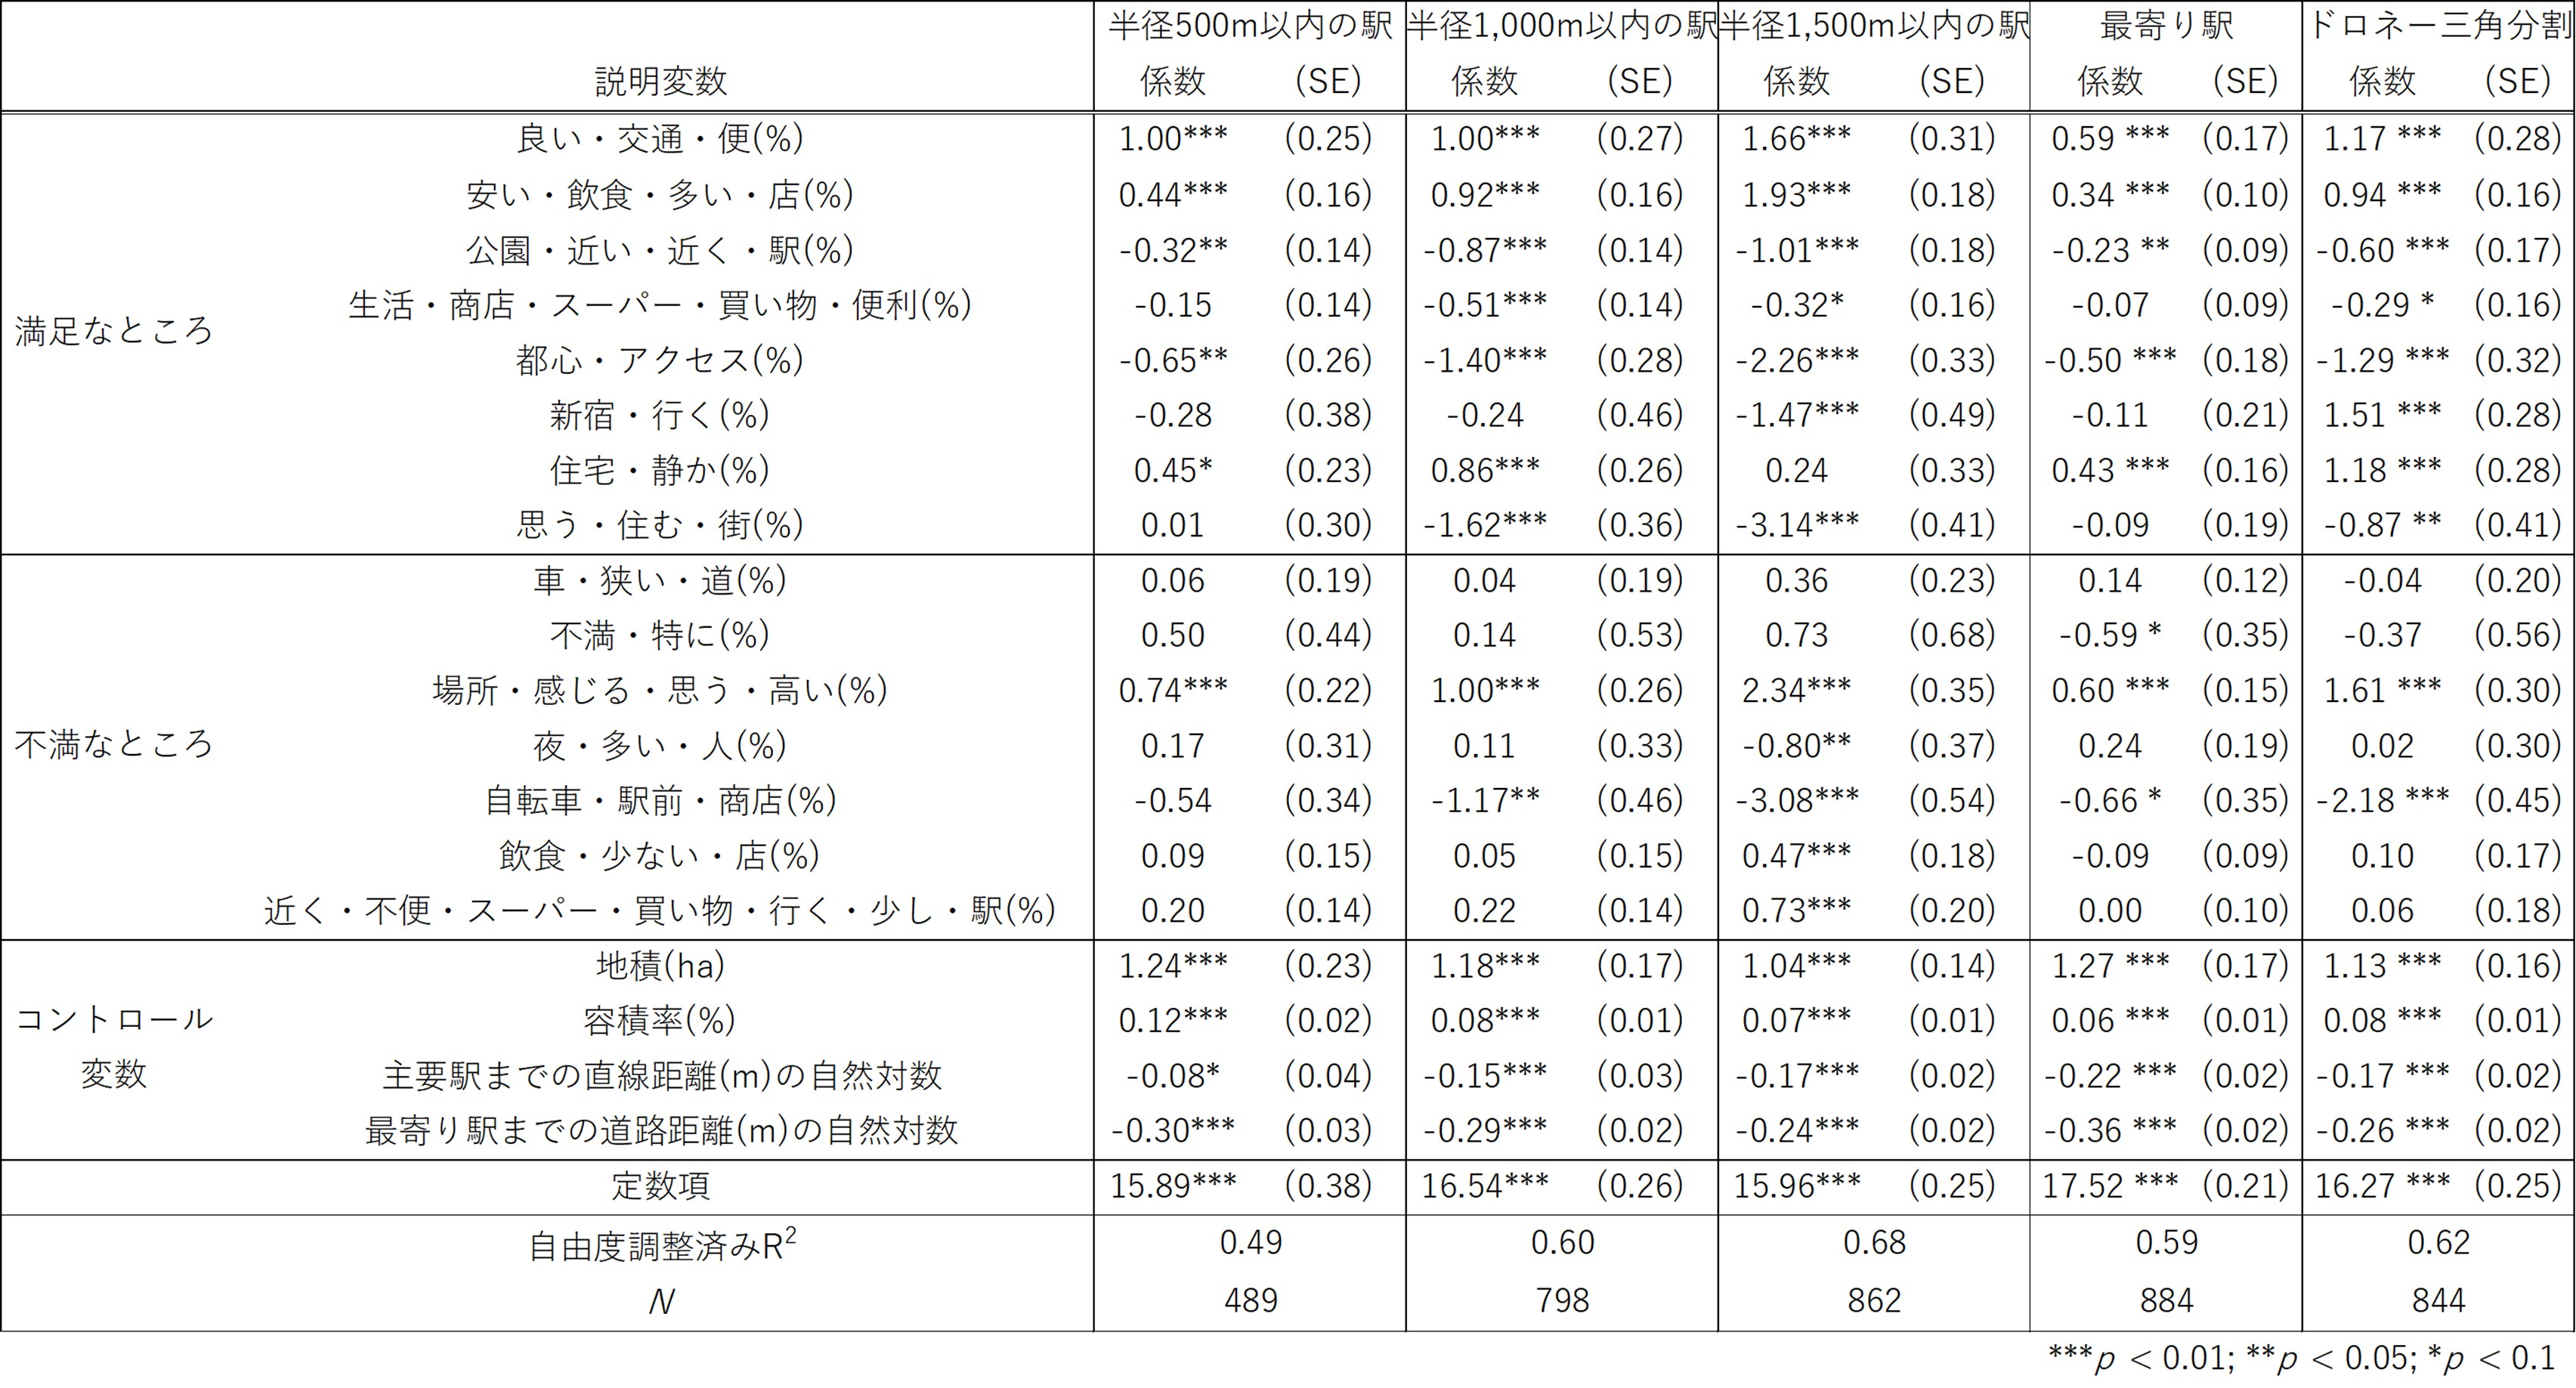 半径500m以内の駅 半径1,000m以内の駅 半径1,500m以内の駅 最寄り駅 ドロネー三角分割
説明変数 係数 (SE) 係数 (SE) 係数 (SE) 係数 (SE) 係数 (SE)
満足なところ
良い・交通・便(%) 1.00*** (0.25) 1.00*** (0.27) 1.66*** (0.31) 0.59 *** (0.17) 1.17 *** (0.28)
安い・飲食・多い・店(%) 0.44*** (0.16) 0.92*** (0.16) 1.93*** (0.18) 0.34 *** (0.10) 0.94 *** (0.16)
公園・近い・近く・駅(%) -0.32** (0.14) -0.87*** (0.14) -1.01*** (0.18) -0.23 ** (0.09) -0.60 *** (0.17)
生活・商店・スーパー・買い物・便利(%) -0.15 (0.14) -0.51*** (0.14) -0.32* (0.16) -0.07 (0.09) -0.29 * (0.16)
都心・アクセス(%) -0.65** (0.26) -1.40*** (0.28) -2.26*** (0.33) -0.50 *** (0.18) -1.29 *** (0.32)
新宿・行く(%) -0.28 (0.38) -0.24 (0.46) -1.47*** (0.49) -0.11 (0.21) 1.51 *** (0.28)
住宅・静か(%) 0.45* (0.23) 0.86*** (0.26) 0.24 (0.33) 0.43 *** (0.16) 1.18 *** (0.28)
思う・住む・街(%) 0.01 (0.30) -1.62*** (0.36) -3.14*** (0.41) -0.09 (0.19) -0.87 ** (0.41)
不満なところ
車・狭い・道(%) 0.06 (0.19) 0.04 (0.19) 0.36 (0.23) 0.14 (0.12) -0.04 (0.20)
不満・特に(%) 0.50 (0.44) 0.14 (0.53) 0.73 (0.68) -0.59 * (0.35) -0.37 (0.56)
場所・感じる・思う・高い(%) 0.74*** (0.22) 1.00*** (0.26) 2.34*** (0.35) 0.60 *** (0.15) 1.61 *** (0.30)
夜・多い・人(%) 0.17 (0.31) 0.11 (0.33) -0.80** (0.37) 0.24 (0.19) 0.02 (0.30)
自転車・駅前・商店(%) -0.54 (0.34) -1.17** (0.46) -3.08*** (0.54) -0.66 * (0.35) -2.18 *** (0.45)
飲食・少ない・店(%) 0.09 (0.15) 0.05 (0.15) 0.47*** (0.18) -0.09 (0.09) 0.10 (0.17)
近く・不便・スーパー・買い物・行く・少し・駅(%) 0.20 (0.14) 0.22 (0.14) 0.73*** (0.20) 0.00 (0.10) 0.06 (0.18)
コントロール
変数
地積(ha) 1.24*** (0.23) 1.18*** (0.17) 1.04*** (0.14) 1.27 *** (0.17) 1.13 *** (0.16)
容積率(%) 0.12*** (0.02) 0.08*** (0.01) 0.07*** (0.01) 0.06 *** (0.01) 0.08 *** (0.01)
主要駅までの直線距離(m)の自然対数 -0.08* (0.04) -0.15*** (0.03) -0.17*** (0.02) -0.22 *** (0.02) -0.17 *** (0.02)
最寄り駅までの道路距離(m)の自然対数 -0.30*** (0.03) -0.29*** (0.02) -0.24*** (0.02) -0.36 *** (0.02) -0.26 *** (0.02)
定数項 15.89*** (0.38) 16.54*** (0.26) 15.96*** (0.25) 17.52 *** (0.21) 16.27 *** (0.25)
自由度調整済みR² 0.49 0.60 0.68 0.59 0.62
N 489 798 862 884 844
***p < 0.01; **p < 0.05; *p < 0.1